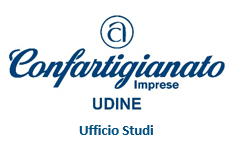 a
Confartigianato
Imprese
UDINE
Ufficio Studi